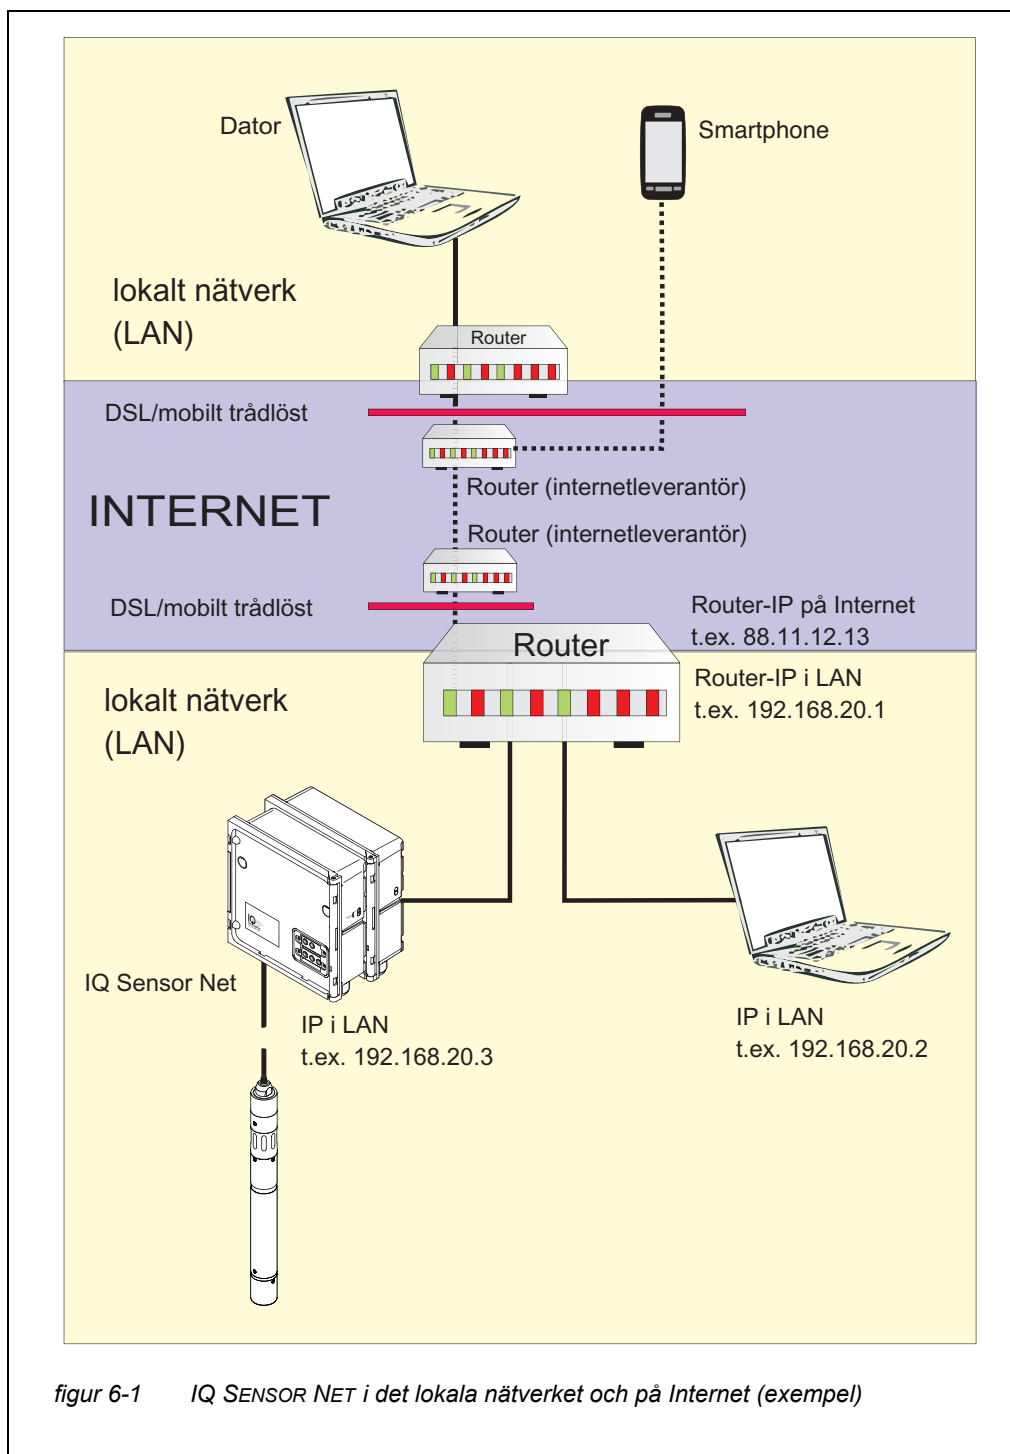 Dator
Smartphone
lokalt nätverk
(LAN)
Router
DSL/mobilt trådlöst
Router (internetleverantör)
INTERNET
Router (internetleverantör)
DSL/mobilt trådlöst
Router-IP på Internet
t.ex. 88.11.12.13
Router
Router-IP i LAN
t.ex. 192.168.20.1
lokalt nätverk
(LAN)
IQ
IQ Sensor Net
IP i LAN
t.ex. 192.168.20.3
IP i LAN
t.ex. 192.168.20.2
figur 6-1 IQ SENSOR NET i det lokala nätverket och på Internet (exempel)